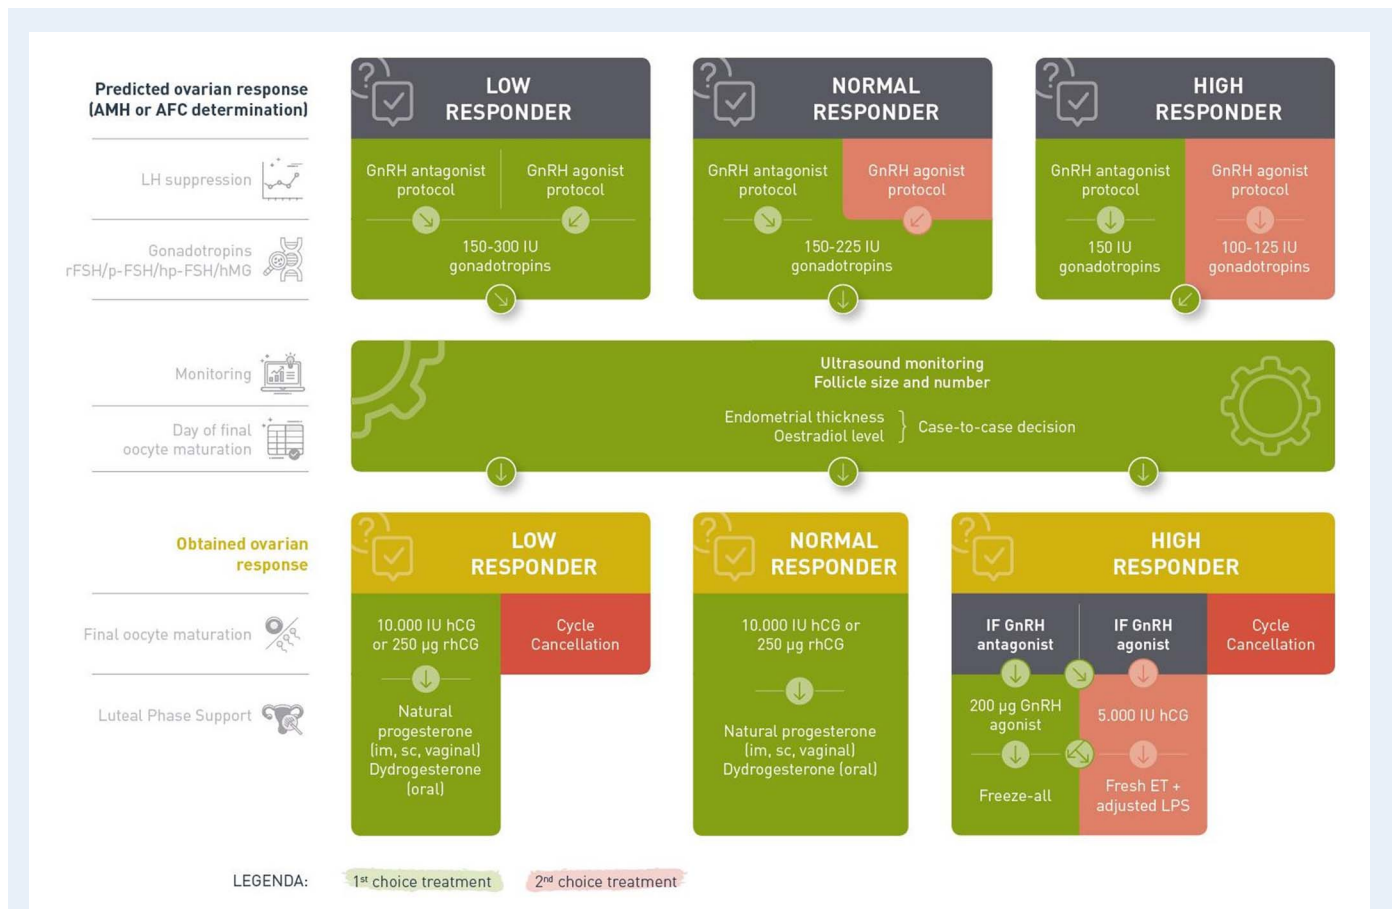 Predicted ovarian response
(AMH or AFC determination)
LOW
RESPONDER
NORMAL
RESPONDER
HIGH
RESPONDER
LH suppression
GnRH antagonist
protocol
GnRH agonist
protocol
GnRH antagonist
protocol
GnRH agonist
protocol
GnRH antagonist
protocol
GnRH agonist
protocol
Gonadotropins
rFSH/p-FSH/hp-FSH/hMG
150-300 IU
gonadotropins
150-225 IU
gonadotropins
150 IU
gonadotropins
100-125 IU
gonadotropins
Monitoring
Day of final
oocyte maturation
Ultrasound monitoring
Follicle size and number
Endometrial thickness
Oestradiol level
Case-to-case decision
Obtained ovarian
response
LOW
RESPONDER
NORMAL
RESPONDER
HIGH
RESPONDER
Final oocyte maturation
10.000 IU hCG
or 250 µg rhCG
Cycle
Cancellation
10.000 IU hCG or
250 µg rhCG
IF GnRH
antagonist
IF GnRH
agonist
Cycle
Cancellation
Luteal Phase Support
Natural
progesterone
(im, sc, vaginal)
Dydrogesterone
(oral)
Natural progesterone
(im, sc, vaginal)
Dydrogesterone (oral)
200 µg GnRH
agonist
5.000 IU hCG
Freeze-all
Fresh ET +
adjusted LPS
LEGENDA:
1st choice treatment
2nd choice treatment